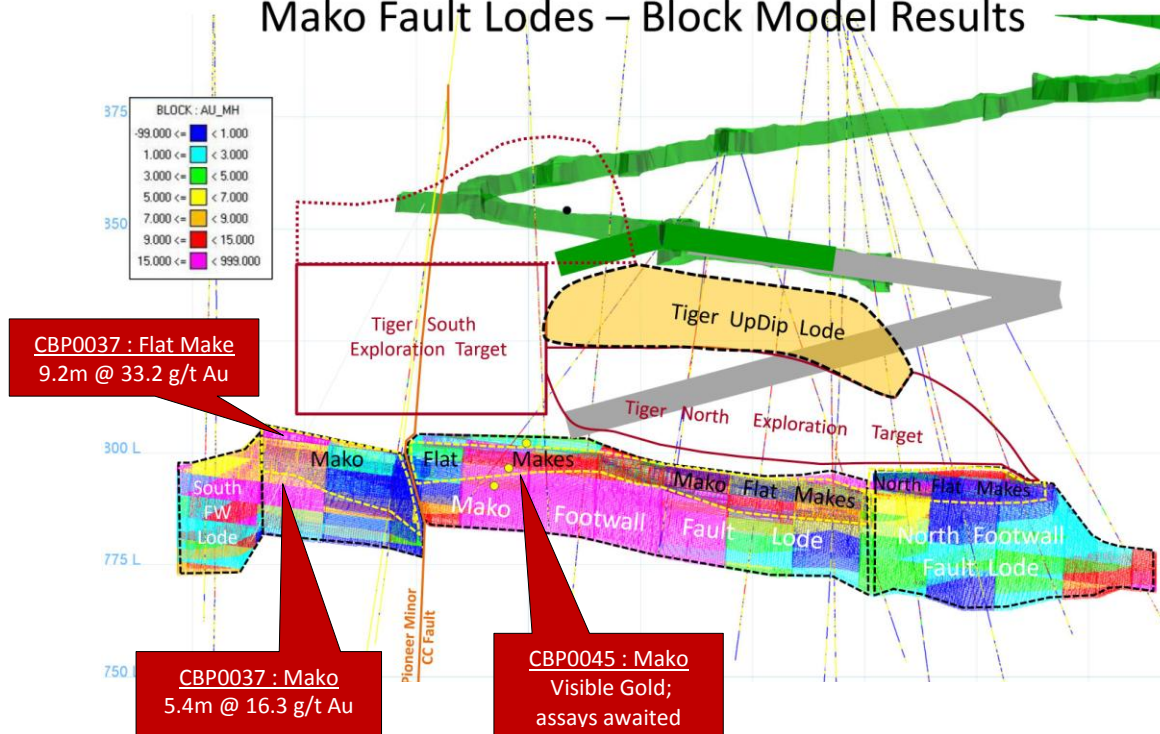 Mako Fault Lodes – Block Model Results
BLOCK : AU_MH
-99.000 <= < 1.000
1.000 <= < 3.000
3.000 <= < 5.000
5.000 <= < 7.000
7.000 <= < 9.000
9.000 <= < 15.000
15.000 <= < 999.000
375
350
Tiger South
Exploration Target
Tiger UpDip Lode
Tiger North Exploration Target
CBP0037 : Flat Make
9.2m @ 33.2 g/t Au
300 L
Mako
Flat Makes
Mako Flat Makes
North Flat Makes
South
FW
Lode
Mako Footwall Fault Lode
North Footwall
Fault Lode
775 L
750 L
Pioneer Minor
CC Fault
CBP0037 : Mako
5.4m @ 16.3 g/t Au
CBP0045 : Mako
Visible Gold;
assays awaited